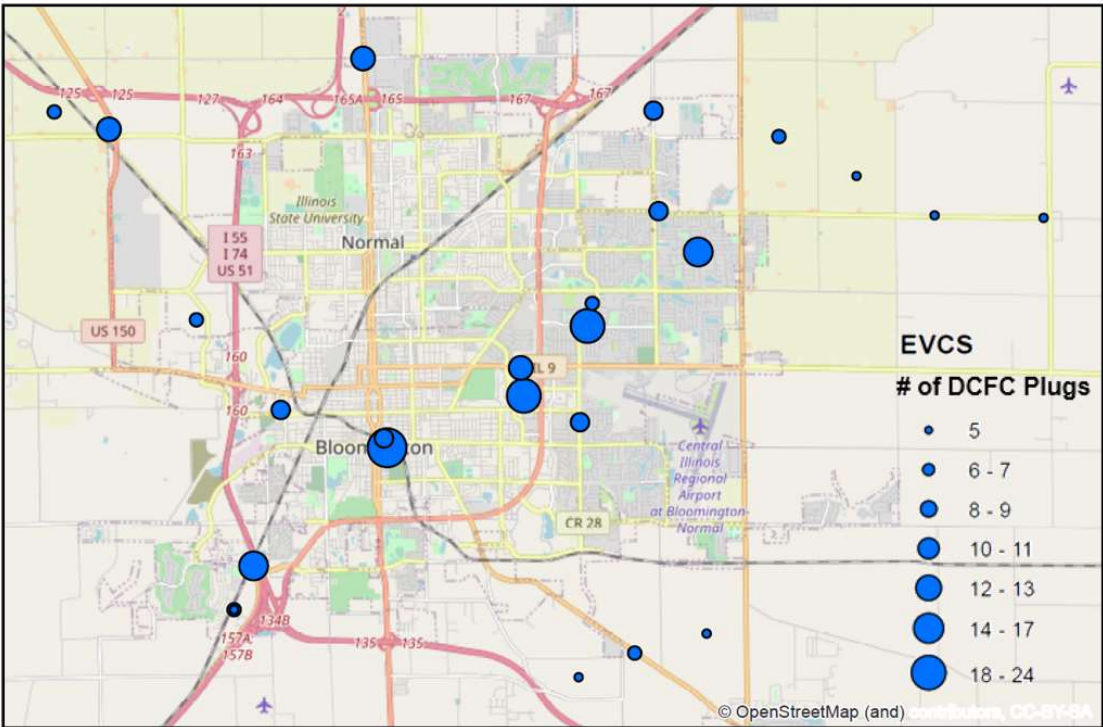 125
125
127
164
165A
165
167
167
163
Illinois
State University
Normal
I 55
I 74
US 51
US 150
160
IL 9
160
Bloomington
Central
Illinois
Regional
Airport
at Bloomington-
Normal
CR 28
134B
157A
157B
135
135
EVCS
# of DCFC Plugs
5
6 - 7
8 - 9
10 - 11
12 - 13
14 - 17
18 - 24
© OpenStreetMap (and) contributors, CC-BY-SA